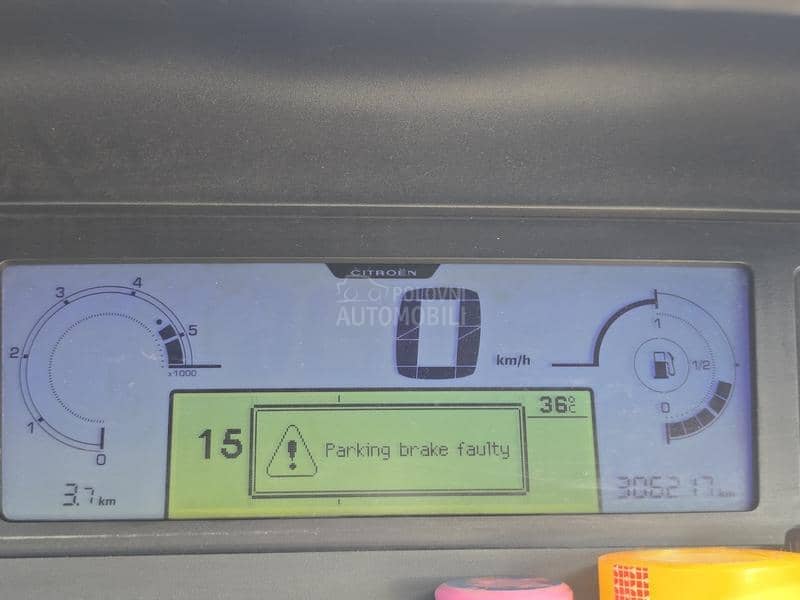 CITROËN
POLOVNI
AUTOMOBILI
4
3
5
2
x1000
1
0
0 km/h
1
1/2
0
36°C
15
Parking brake faulty
3.7 km
306217 km